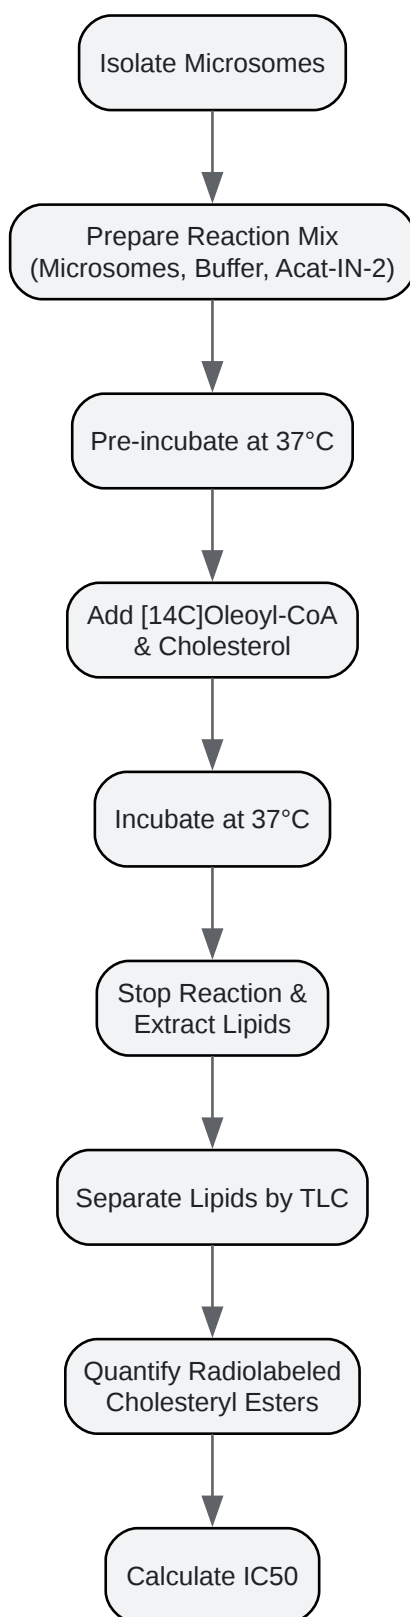 Isolate Microsomes
Prepare Reaction Mix
(Microsomes, Buffer, Acat-IN-2)
Pre-incubate at 37°C
Add [14C]Oleoyl-CoA
& Cholesterol
Incubate at 37°C
Stop Reaction &
Extract Lipids
Separate Lipids by TLC
Quantify Radiolabeled
Cholesteryl Esters
Calculate IC50